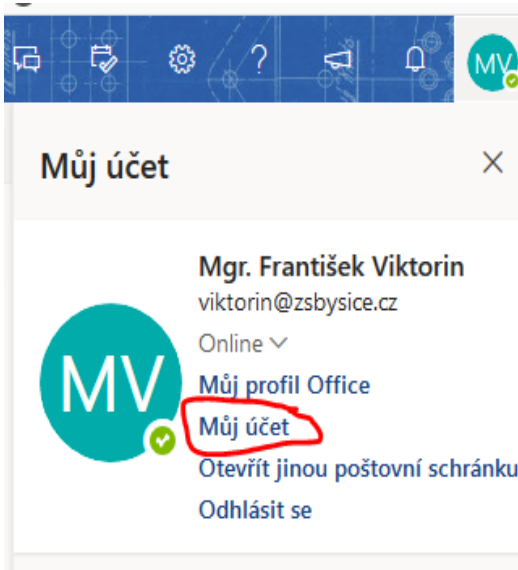 MV
Můj účet
Mgr. František Viktorin
viktorin@zsbysice.cz
Online
MV
Můj profil Office
Můj účet
Otevřít jinou poštovní schránku
Odhlásit se